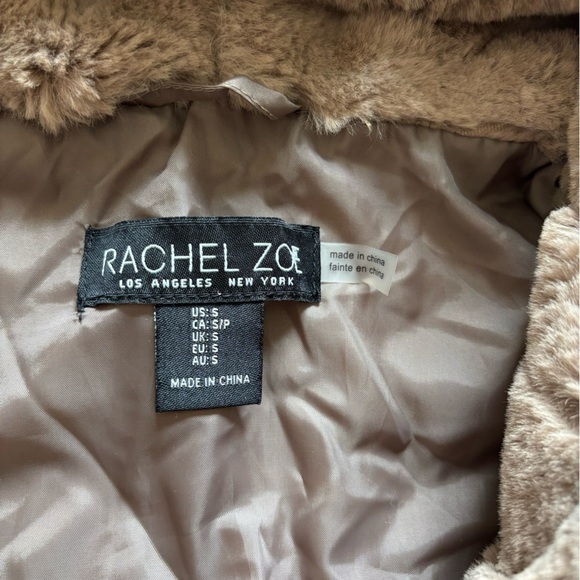 RACHEL ZOE
LOS ANGELES NEW YORK
made in china
fainte en china
US: S
CA: S/P
UK: S
EU: S
AU: S
MADE IN CHINA